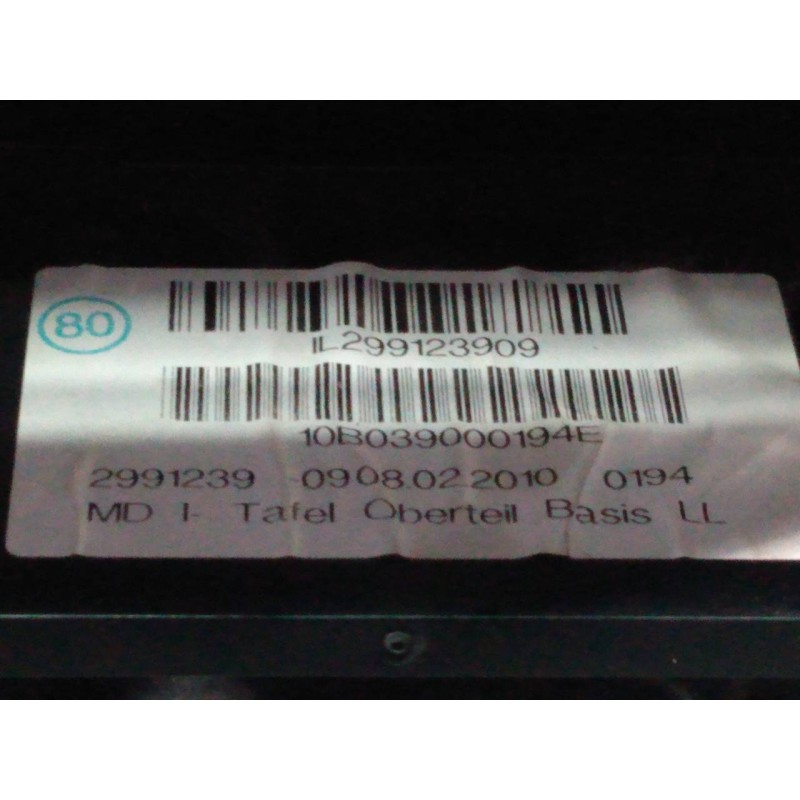 80
IL299123909
10B039000194E
2991239 -09 08.02.2010 0194
MD I- Tafel Oberteil Basis LL